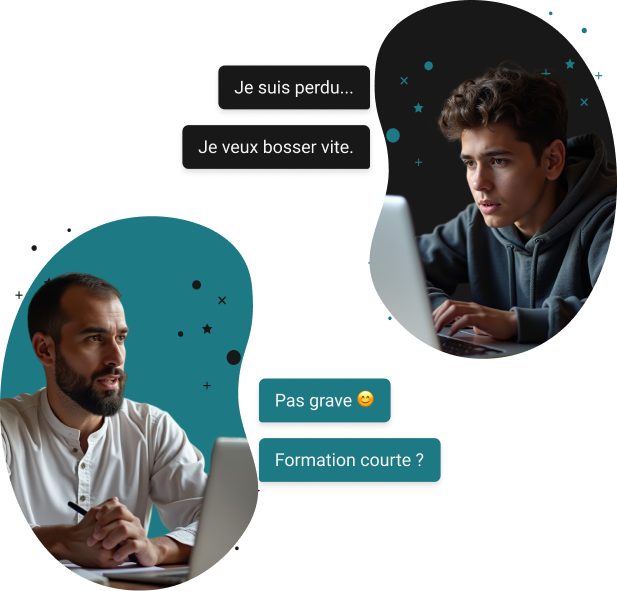 Je suis perdu...
Je veux bosser vite.
Pas grave 😊
Formation courte ?